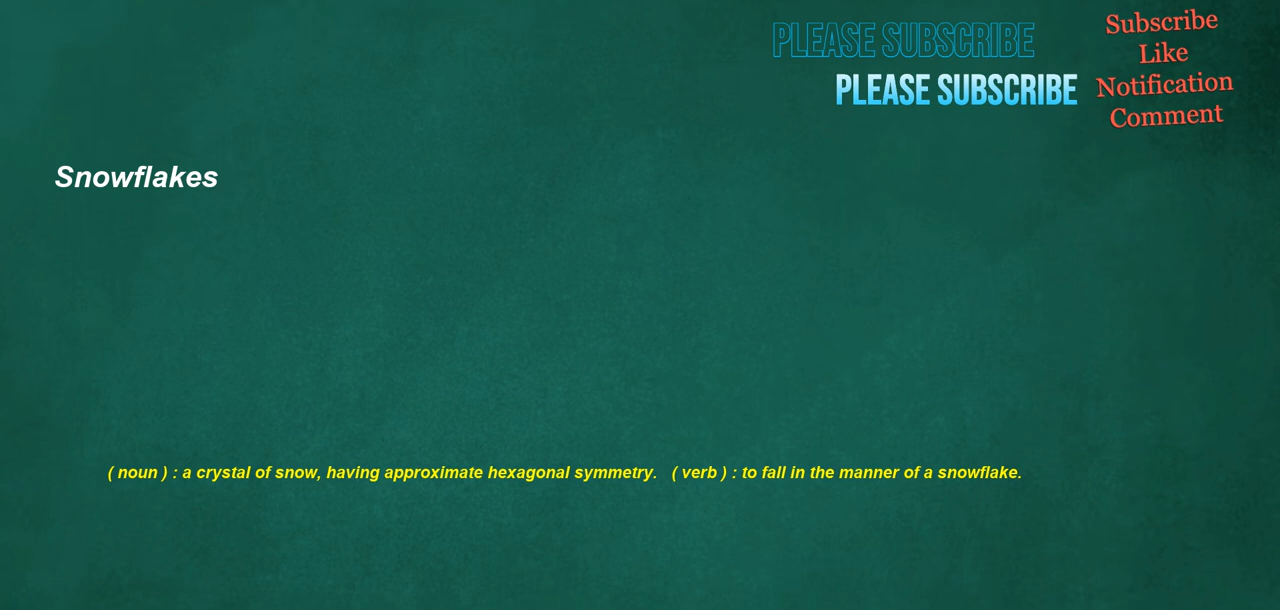 PLEASE SUBSCRIBE
PLEASE SUBSCRIBE
Subscribe
Like
Notification
Comment
Snowflakes
( noun ) : a crystal of snow, having approximate hexagonal symmetry.   ( verb ) : to fall in the manner of a snowflake.